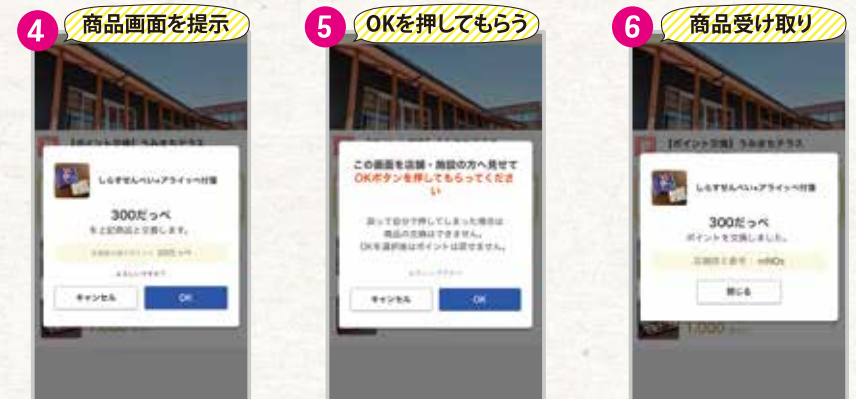 4 商品画面を提示
しらすせんべい+アライッペ付箋
300だっぺ
を上記商品と交換します。
よろしいですか?
キャンセル
OK
5 OKを押してもらう
この画面を店舗・施設の方へ見せて
OKボタンを押してもらってくださ
い
誤って自分で押してしまった場合は
商品の交換はできません。
OKを選択後はポイントは戻せません。
キャンセル
OK
6 商品受け取り
【ポイント交換】うみまちテラス
しらすせんべい+アライッペ付箋
300だっぺ
ポイントを交換しました。
閉じる
1,000